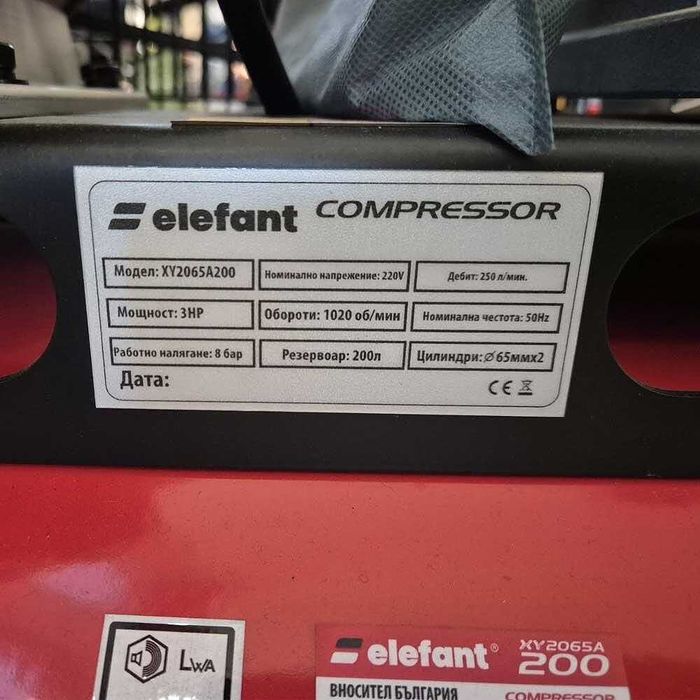 elefant COMPRESSOR
Модел: XY2065A200 Номинално напрежение: 220V Дебит: 250 л/мин.
Мощност: 3HP Обороти: 1020 об/мин Номинална честота: 50Hz
Работно налягане: 8 бар Резервоар: 200л Цилиндри: ⌀65ммx2
Дата: CE
LWA
elefant® XY2065A
200
ВНОСИТЕЛ БЪЛГАРИЯ COMPRESSOR